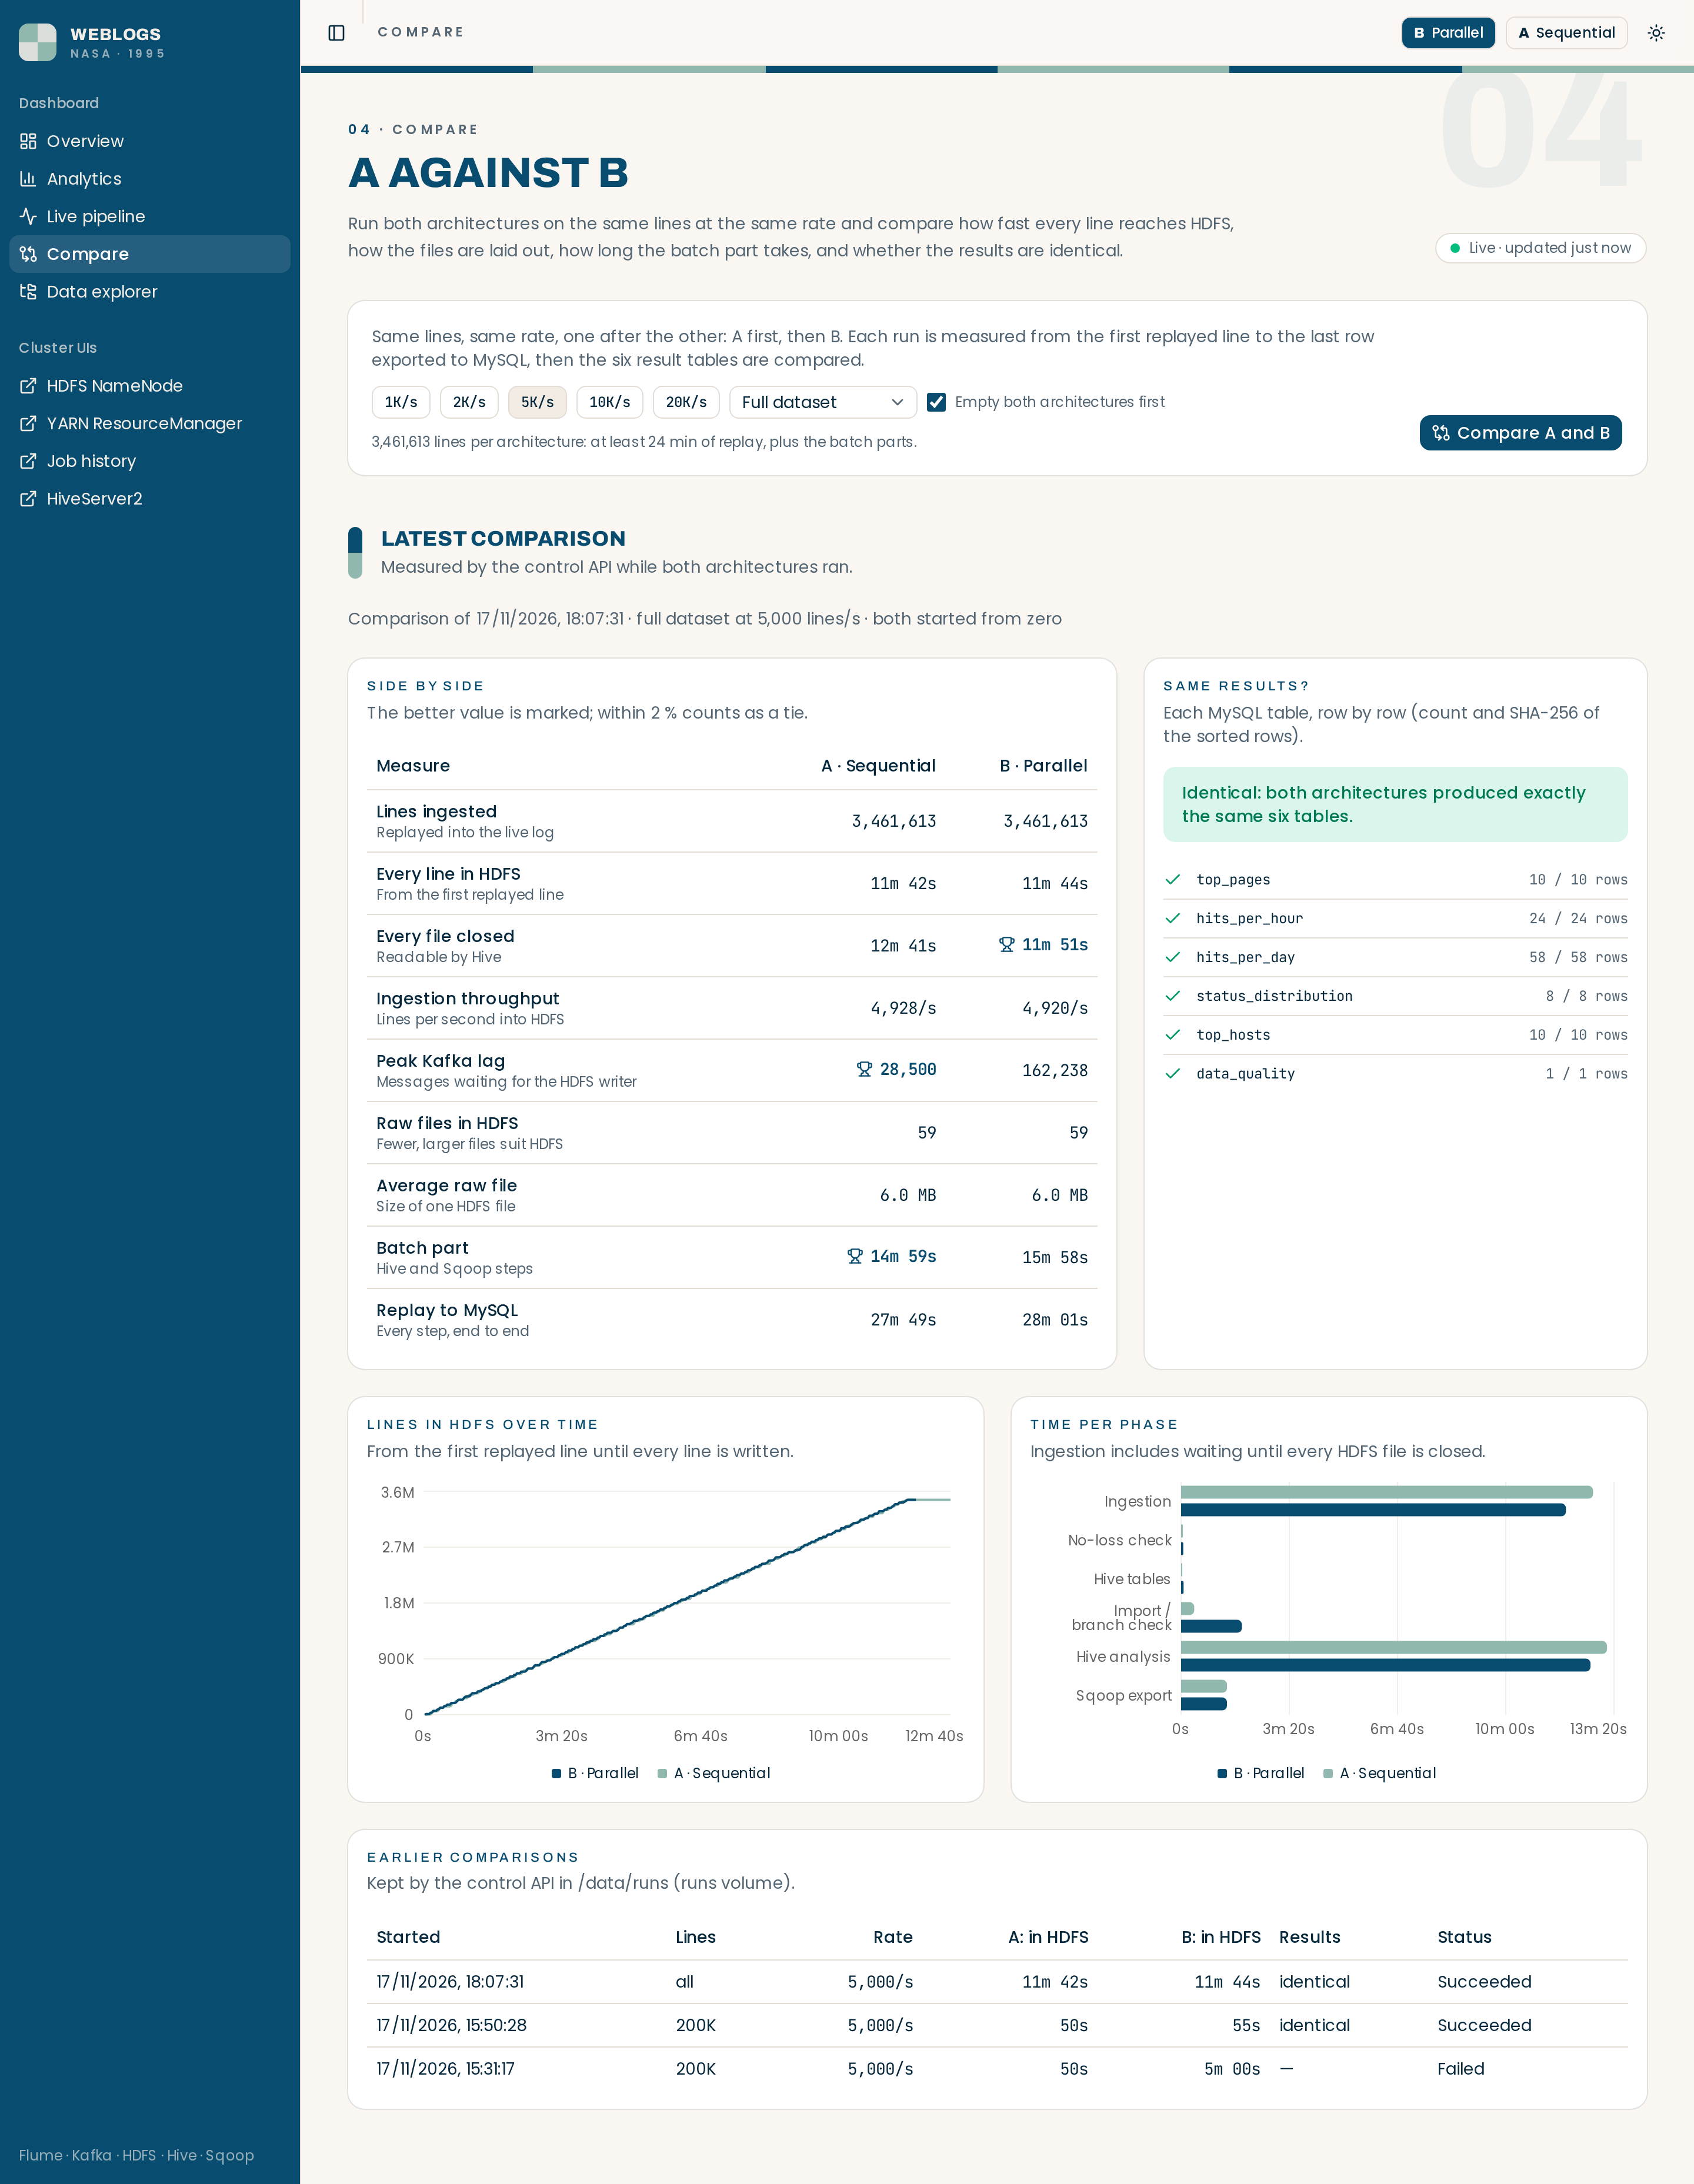 WEBLOGS
NASA · 1995
Dashboard
Overview
Analytics
Live pipeline
Compare
Data explorer
Cluster UIs
HDFS NameNode
YARN ResourceManager
Job history
HiveServer2
Flume · Kafka · HDFS · Hive · Sqoop
COMPARE
B Parallel
A Sequential
04
04 · COMPARE
A AGAINST B
Run both architectures on the same lines at the same rate and compare how fast every line reaches HDFS,
how the files are laid out, how long the batch part takes, and whether the results are identical.
Live · updated just now
Same lines, same rate, one after the other: A first, then B. Each run is measured from the first replayed line to the last row
exported to MySQL, then the six result tables are compared.
1K/s 2K/s 5K/s 10K/s 20K/s Full dataset Empty both architectures first
3,461,613 lines per architecture: at least 24 min of replay, plus the batch parts.
Compare A and B
LATEST COMPARISON
Measured by the control API while both architectures ran.
Comparison of 17/11/2026, 18:07:31 · full dataset at 5,000 lines/s · both started from zero
SIDE BY SIDE
The better value is marked; within 2 % counts as a tie.
Measure A · Sequential B · Parallel
Lines ingested
Replayed into the live log
3,461,613 3,461,613
Every line in HDFS
From the first replayed line
11m 42s 11m 44s
Every file closed
Readable by Hive
12m 41s 11m 51s
Ingestion throughput
Lines per second into HDFS
4,928/s 4,920/s
Peak Kafka lag
Messages waiting for the HDFS writer
28,500 162,238
Raw files in HDFS
Fewer, larger files suit HDFS
59 59
Average raw file
Size of one HDFS file
6.0 MB 6.0 MB
Batch part
Hive and Sqoop steps
14m 59s 15m 58s
Replay to MySQL
Every step, end to end
27m 49s 28m 01s
SAME RESULTS?
Each MySQL table, row by row (count and SHA-256 of
the sorted rows).
Identical: both architectures produced exactly
the same six tables.
top_pages 10 / 10 rows
hits_per_hour 24 / 24 rows
hits_per_day 58 / 58 rows
status_distribution 8 / 8 rows
top_hosts 10 / 10 rows
data_quality 1 / 1 rows
LINES IN HDFS OVER TIME
From the first replayed line until every line is written.
3.6M
2.7M
1.8M
900K
0
0s 3m 20s 6m 40s 10m 00s 12m 40s
B · Parallel A · Sequential
TIME PER PHASE
Ingestion includes waiting until every HDFS file is closed.
Ingestion
No-loss check
Hive tables
Import /
branch check
Hive analysis
Sqoop export
0s 3m 20s 6m 40s 10m 00s 13m 20s
B · Parallel A · Sequential
EARLIER COMPARISONS
Kept by the control API in /data/runs (runs volume).
Started Lines Rate A: in HDFS B: in HDFS Results Status
17/11/2026, 18:07:31 all 5,000/s 11m 42s 11m 44s identical Succeeded
17/11/2026, 15:50:28 200K 5,000/s 50s 55s identical Succeeded
17/11/2026, 15:31:17 200K 5,000/s 50s 5m 00s — Failed